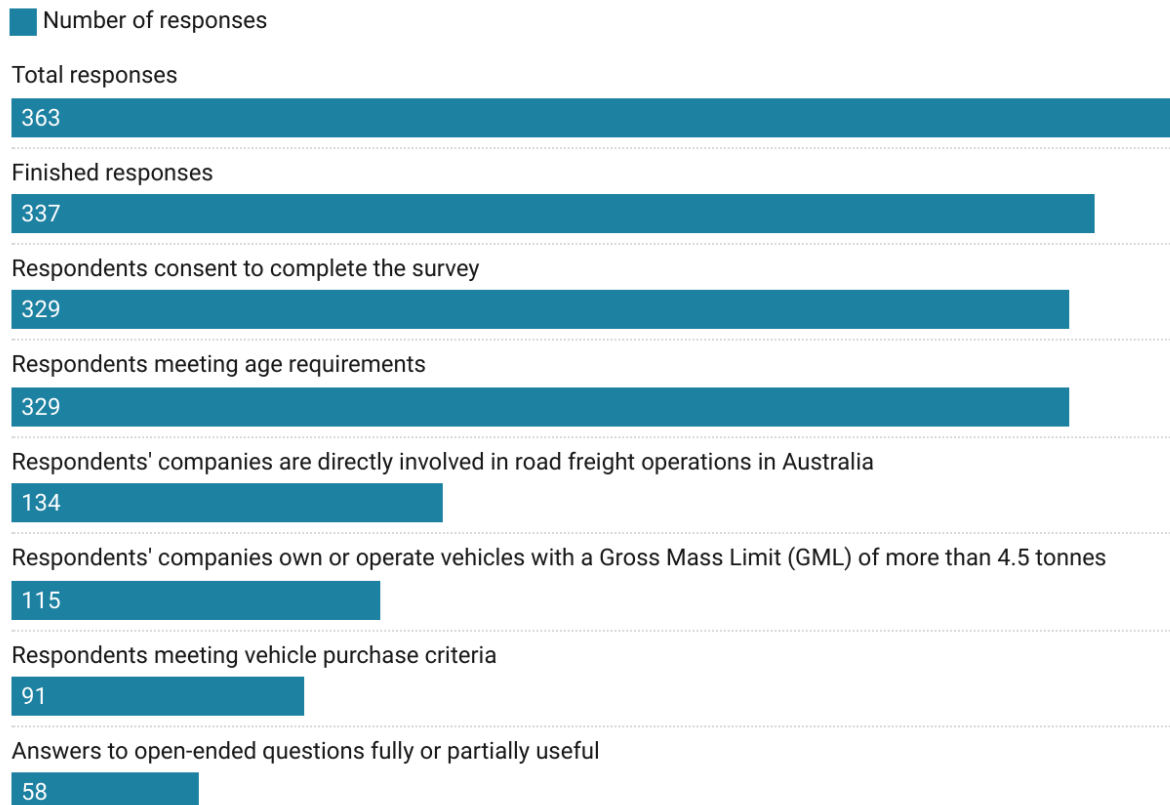 Number of responses
Total responses
363
Finished responses
337
Respondents consent to complete the survey
329
Respondents meeting age requirements
329
Respondents' companies are directly involved in road freight operations in Australia
134
Respondents' companies own or operate vehicles with a Gross Mass Limit (GML) of more than 4.5 tonnes
115
Respondents meeting vehicle purchase criteria
91
Answers to open-ended questions fully or partially useful
58